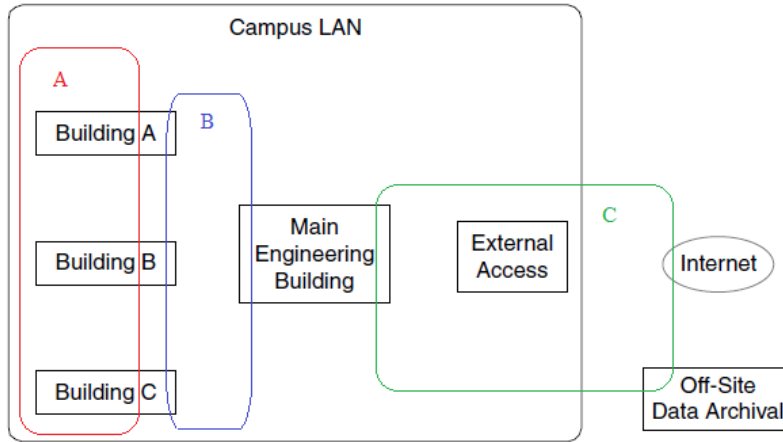 Campus LAN
A
B
Building A
Main
Engineering
Building
C
External
Access
Internet
Building B
Building C
Off-Site
Data Archival